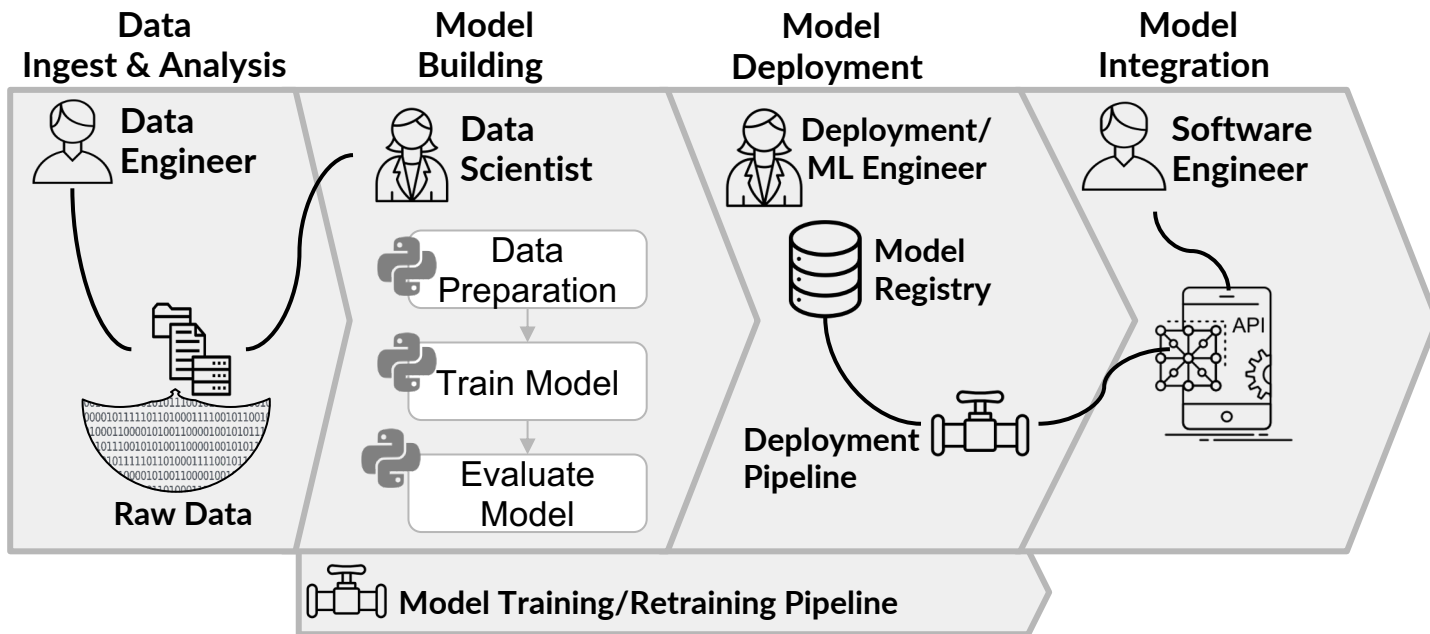 Data
Ingest & Analysis
Model
Building
Model
Deployment
Model
Integration
Data
Engineer
Data
Scientist
Deployment/
ML Engineer
Software
Engineer
Data
Preparation
Train Model
Evaluate
Model
Raw Data
Model
Registry
Deployment
Pipeline
API
Model Training/Retraining Pipeline